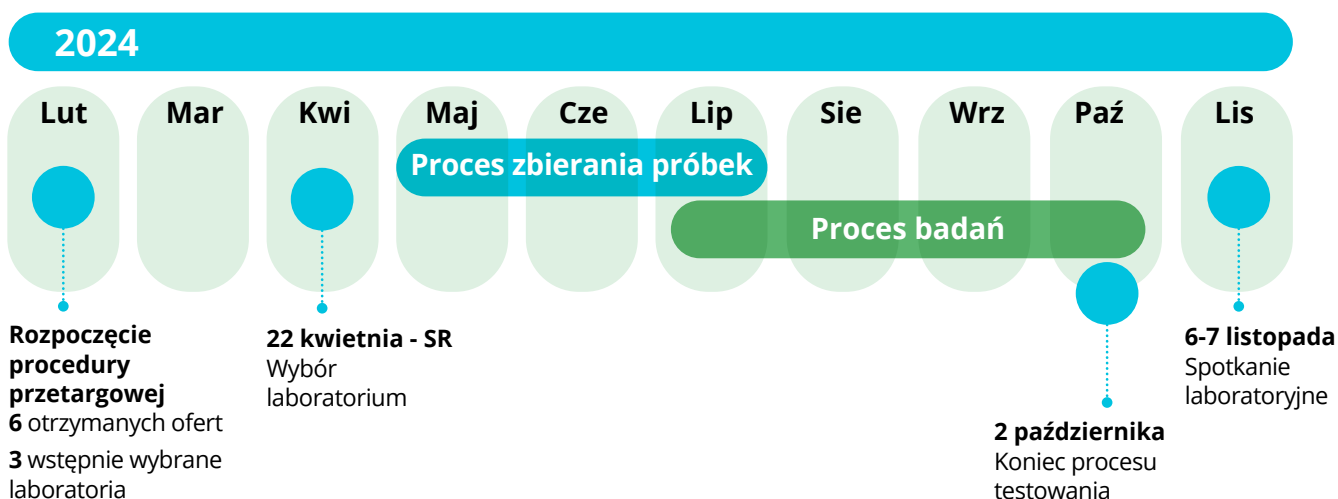 2024
Lut
Mar
Kwi
Maj
Cze
Lip
Sie
Wrz
Paź
Lis
Proces zbierania próbek
Proces badań
Rozpoczęcie
procedury
przetargowej
6 otrzymanych ofert
3 wstępnie wybrane
laboratoria
22 kwietnia - SR
Wybór
laboratorium
2 października
Koniec procesu
testowania
6-7 listopada
Spotkanie
laboratoryjne